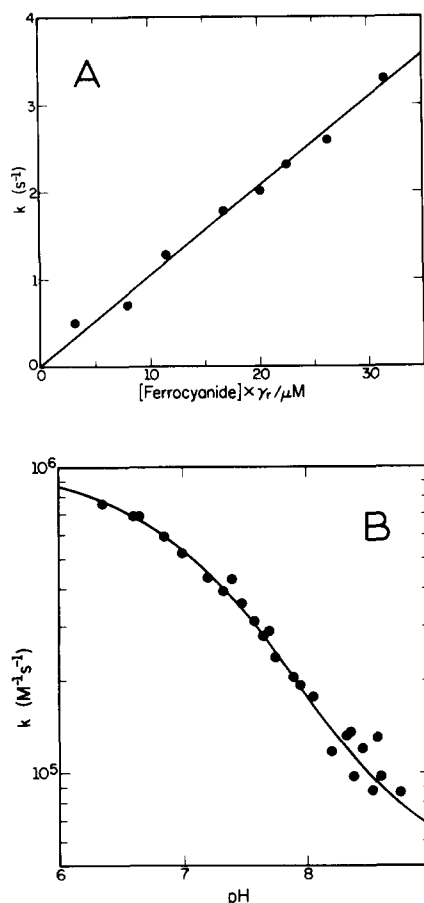 A
4
3
2
1
0
k (s⁻¹)
0 10 20 30
[Ferrocyanide] × γᵣ/μM
B
10⁶
10⁵
k (M⁻¹s⁻¹)
6 7 8
pH